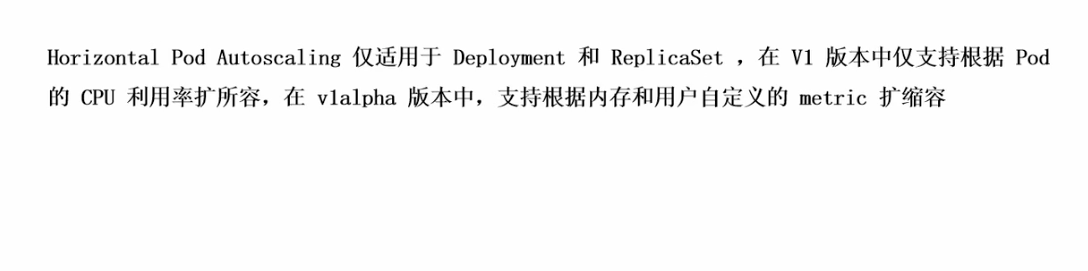 Horizontal Pod Autoscaling 仅适用于 Deployment 和 ReplicaSet ，在 V1 版本中仅支持根据 Pod
的 CPU 利用率扩所容，在 v1alpha 版本中，支持根据内存和用户自定义的 metric 扩缩容